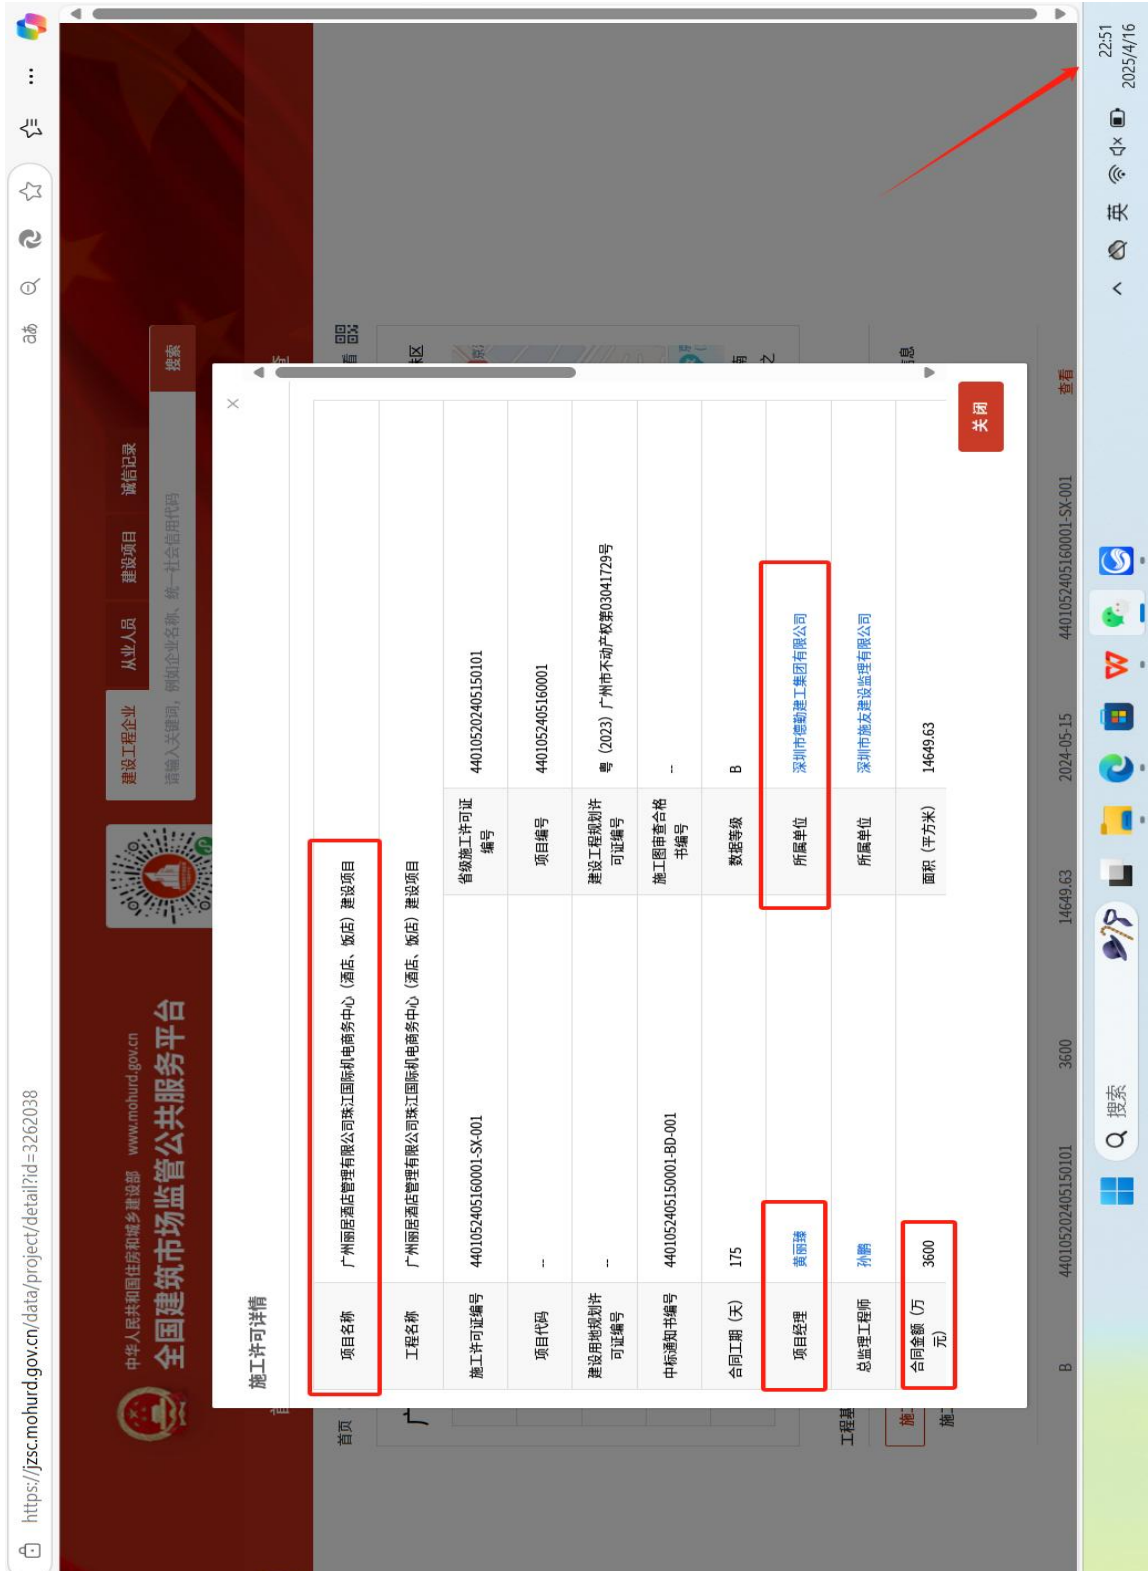 https://jzsc.mohurd.gov.cn/data/project/detail?id=3262038
aあ
中华人民共和国住房和城乡建设部 www.mohurd.gov.cn
全国建筑市场监管公共服务平台
建设工程企业 从业人员 建设项目 诚信记录
请输入关键词，例如企业名称、统一社会信用代码 搜索
首页
施工许可详情
×
项目名称 广州丽居酒店管理有限公司珠江国际机电商务中心（酒店、饭店）建设项目
工程名称 广州丽居酒店管理有限公司珠江国际机电商务中心（酒店、饭店）建设项目
施工许可证编号 4401052405160001-SX-001 省级施工许可证
编号 440105202405150101
项目代码 -- 项目编号 4401052405160001
建设用地规划许
可证编号 -- 建设工程规划许
可证编号 粤（2023）广州市不动产权第03041729号
中标通知书编号 4401052405150001-BD-001 施工图审查合格
书编号 --
合同工期（天） 175 数据等级 B
项目经理 黄丽臻 所属单位 深圳市德勤建工集团有限公司
总监理工程师 孙鹏 所属单位 深圳市施友建设监理有限公司
合同金额（万
元） 3600 面积（平方米） 14649.63
关闭
工程基
B 440105202405150101 3600 14649.63 2024-05-15 4401052405160001-SX-001 查看
搜索
英
22:51
2025/4/16